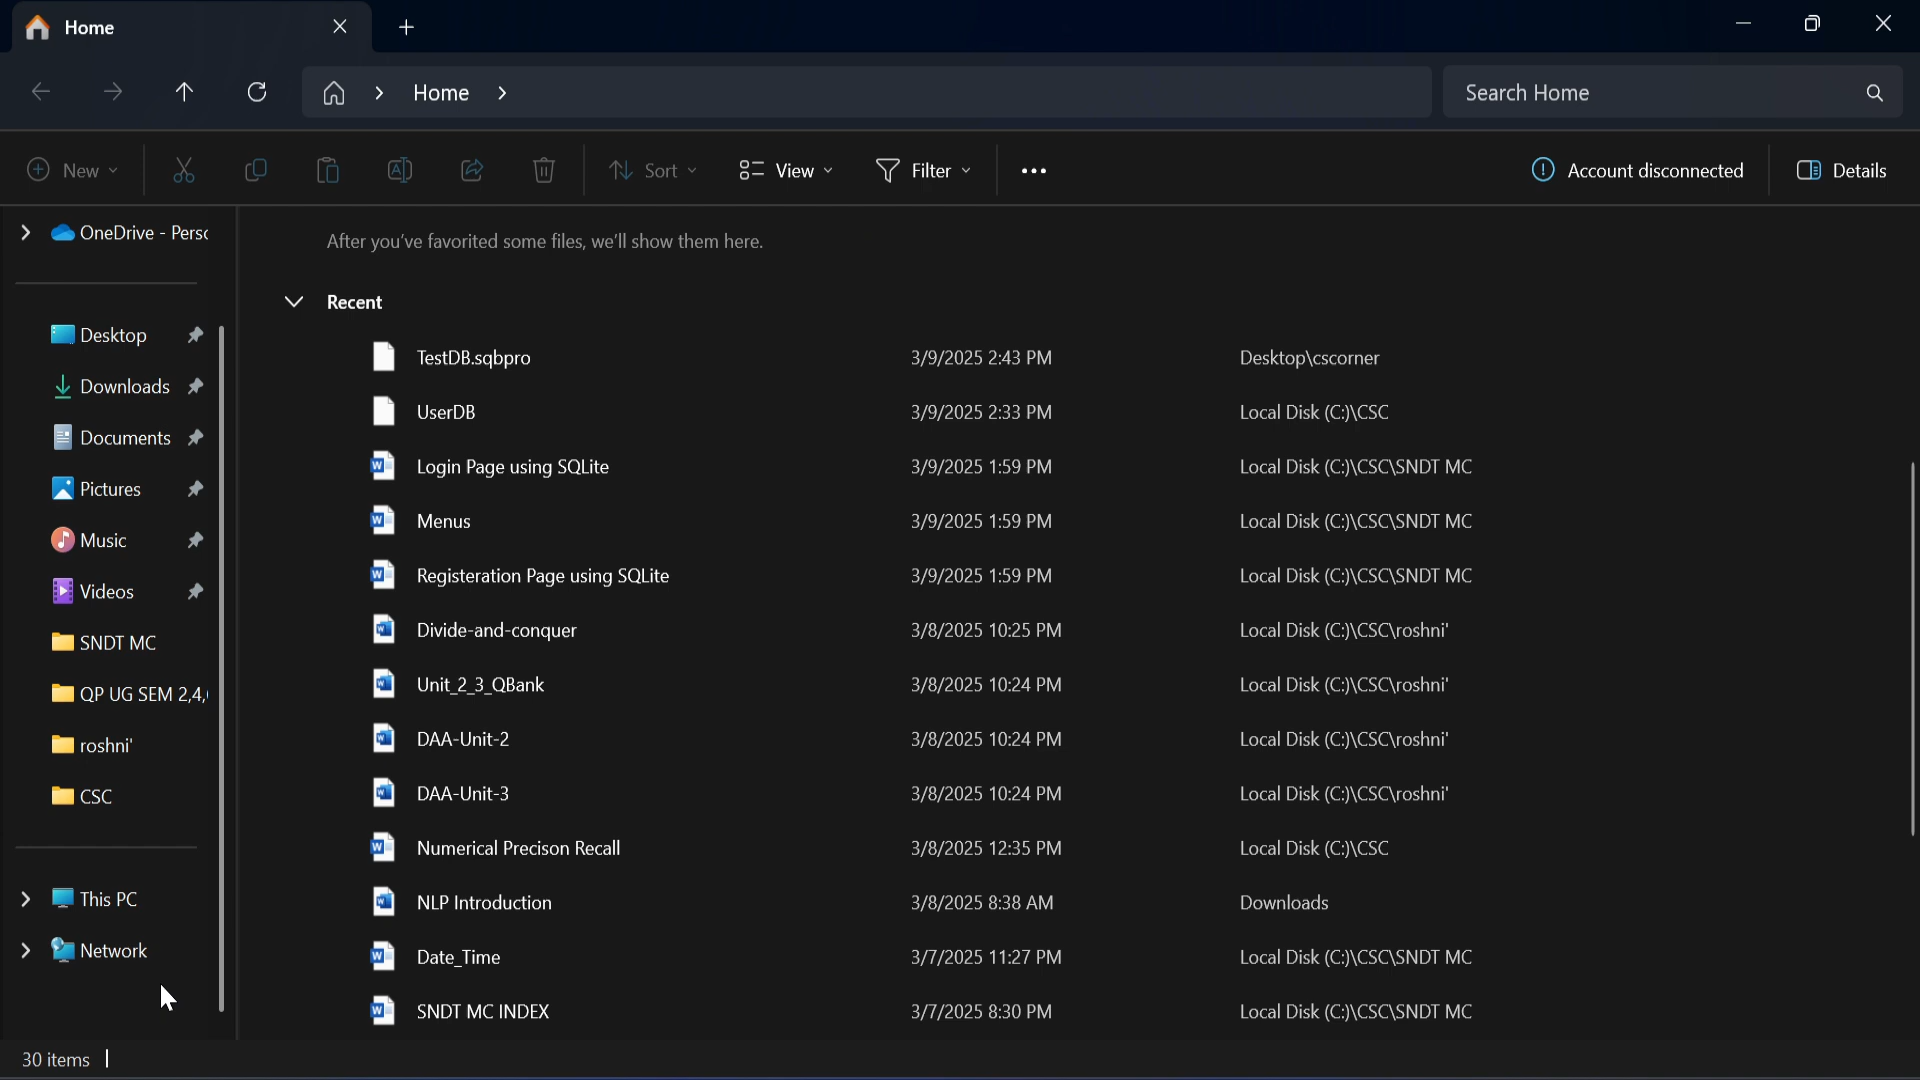 Home
Home
Search Home
New
Sort
View
Filter
Account disconnected
Details
OneDrive - Perso
Desktop
Downloads
Documents
Pictures
Music
Videos
SNDT MC
QP UG SEM 2,4,
roshni'
CSC
This PC
Network
After you've favorited some files, we'll show them here.
Recent
TestDB.sqbpro 3/9/2025 2:43 PM Desktop\cscorner
UserDB 3/9/2025 2:33 PM Local Disk (C:)\CSC
Login Page using SQLite 3/9/2025 1:59 PM Local Disk (C:)\CSC\SNDT MC
Menus 3/9/2025 1:59 PM Local Disk (C:)\CSC\SNDT MC
Registeration Page using SQLite 3/9/2025 1:59 PM Local Disk (C:)\CSC\SNDT MC
Divide-and-conquer 3/8/2025 10:25 PM Local Disk (C:)\CSC\roshni'
Unit_2_3_QBank 3/8/2025 10:24 PM Local Disk (C:)\CSC\roshni'
DAA-Unit-2 3/8/2025 10:24 PM Local Disk (C:)\CSC\roshni'
DAA-Unit-3 3/8/2025 10:24 PM Local Disk (C:)\CSC\roshni'
Numerical Precison Recall 3/8/2025 12:35 PM Local Disk (C:)\CSC
NLP Introduction 3/8/2025 8:38 AM Downloads
Date_Time 3/7/2025 11:27 PM Local Disk (C:)\CSC\SNDT MC
SNDT MC INDEX 3/7/2025 8:30 PM Local Disk (C:)\CSC\SNDT MC
30 items